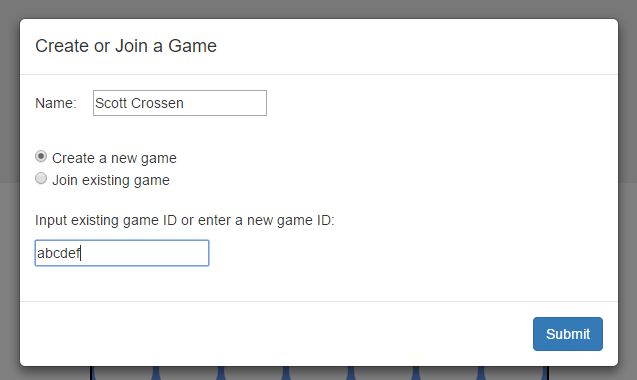 Create or Join a Game
Name: Scott Crossen
Create a new game
Join existing game
Input existing game ID or enter a new game ID:
abcdef
Submit